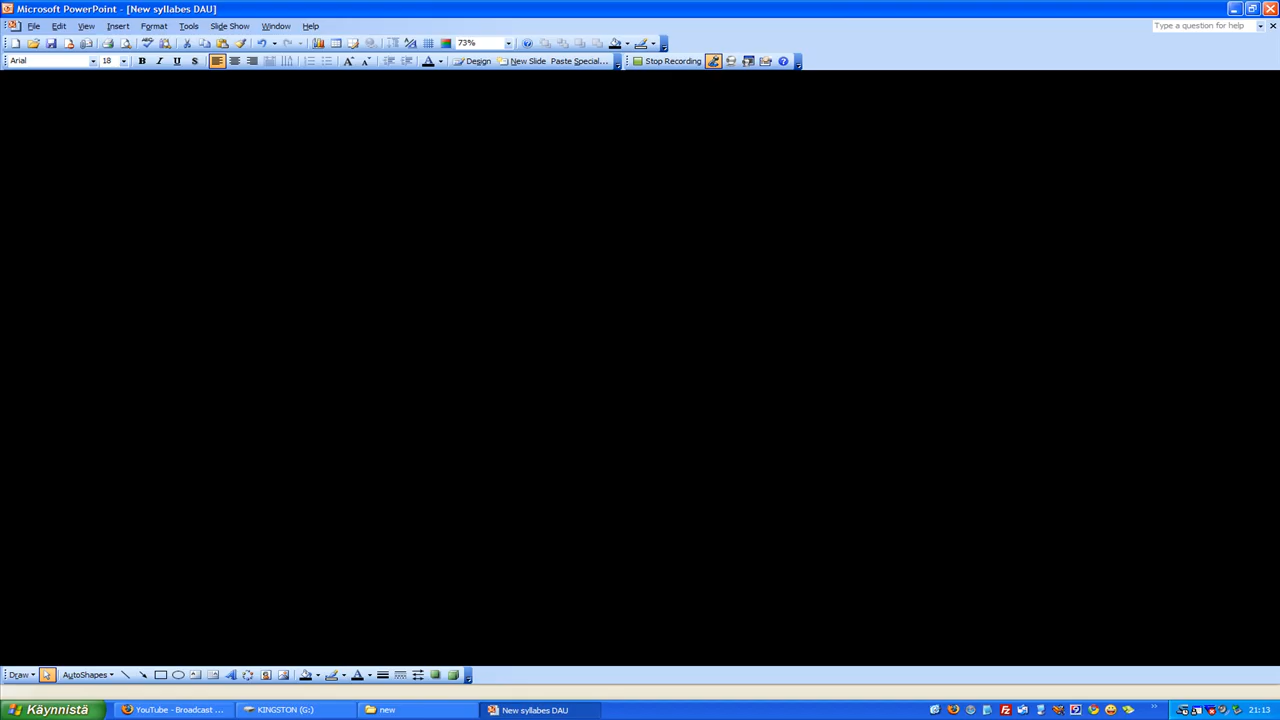 Microsoft PowerPoint - [New syllabes DAU]
File Edit View Insert Format Tools Slide Show Window Help Type a question for help
73%
Arial 18 B I U S A Design New Slide Paste Special... Stop Recording
Draw AutoShapes A
Käynnistä YouTube - Broadcast ... KINGSTON (G:) new New syllabes DAU 21:13